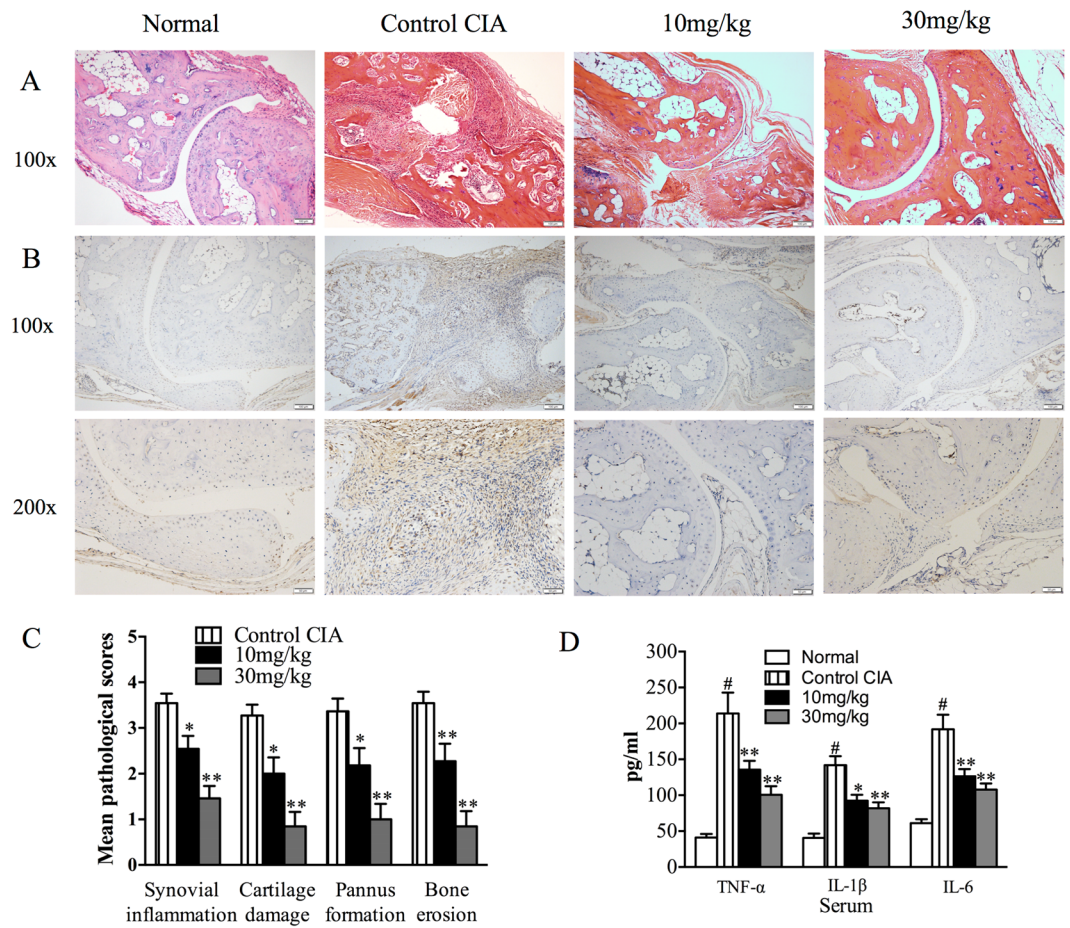 Normal
Control CIA
10mg/kg
30mg/kg
A
100x
B
100x
200x
C
Mean pathological scores
5
4
3
2
1
0
Control CIA
10mg/kg
30mg/kg
* ** * ** * ** ** **
Synovial inflammation
Cartilage damage
Pannus formation
Bone erosion
D
pg/ml
300
250
200
150
100
50
0
Normal
Control CIA
10mg/kg
30mg/kg
# ** ** # * ** # ** **
TNF-α
IL-1β
IL-6
Serum